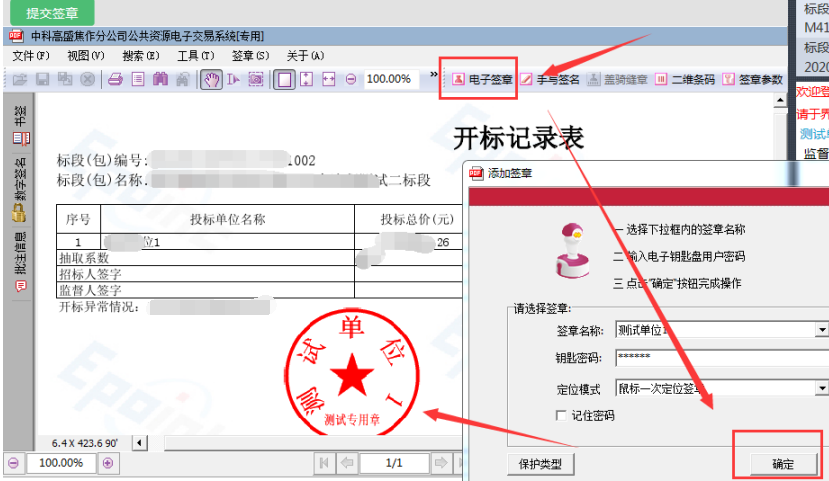 提交签章
中科高盛焦作分公司公共资源电子交易系统[专用]
文件(F) 视图(V) 搜索(E) 工具(T) 签章(S) 关于(A)
100.00% » 电子签章 手写签名 盖骑缝章 二维条码 签章参数
书签
数字签名
批注信息
开标记录表
标段(包)编号: 1002
标段(包)名称. 试二标段
序号 投标单位名称 投标总价(元)
1 位1 26
抽取系数
招标人签字
监督人签字
开标异常情况:
测试单位1
测试专用章
Epoint
6.4 X 423.6 90'
100.00% 1/1
添加签章
一 选择下拉框内的签章名称
二 输入电子钥匙盘用户密码
三 点击"确定"按钮完成操作
请选择签章:
签章名称: 测试单位1
钥匙密码: ******
定位模式 鼠标一次定位签章
记住密码
保护类型 确定
标段
M41
标段
2020
欢迎登
请于界
测试单
监督